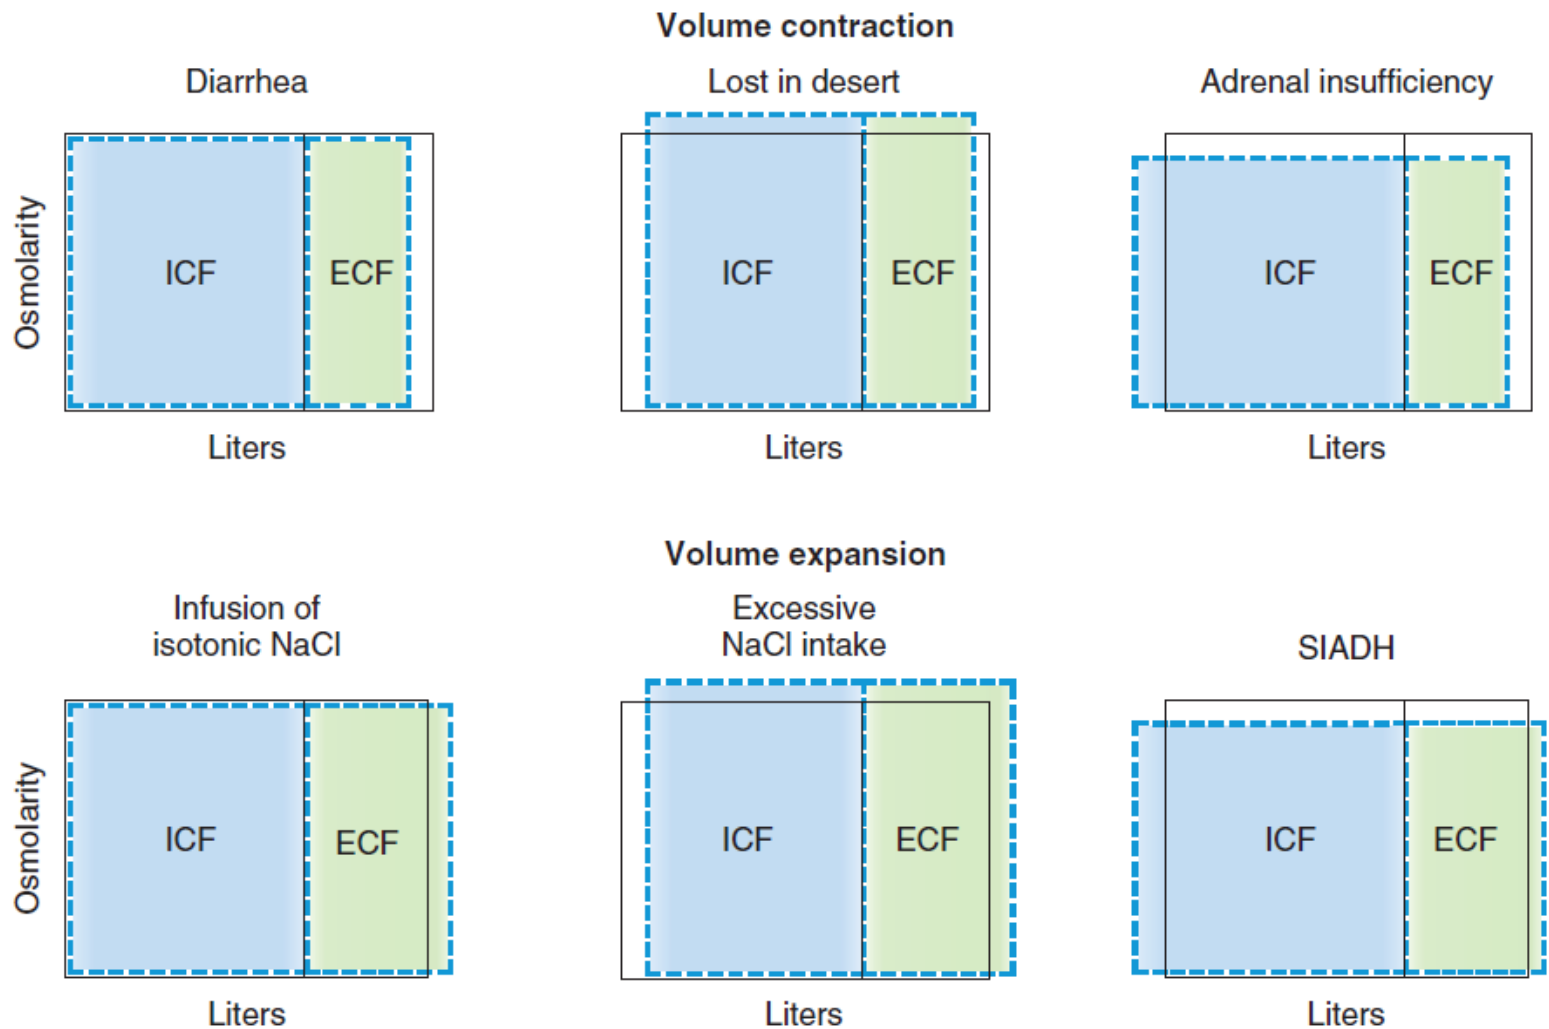 Volume contraction
Diarrhea
Lost in desert
Adrenal insufficiency
Osmolarity
ICF
ECF
ICF
ECF
ICF
ECF
Liters
Liters
Liters
Volume expansion
Infusion of
isotonic NaCl
Excessive
NaCl intake
SIADH
Osmolarity
ICF
ECF
ICF
ECF
ICF
ECF
Liters
Liters
Liters